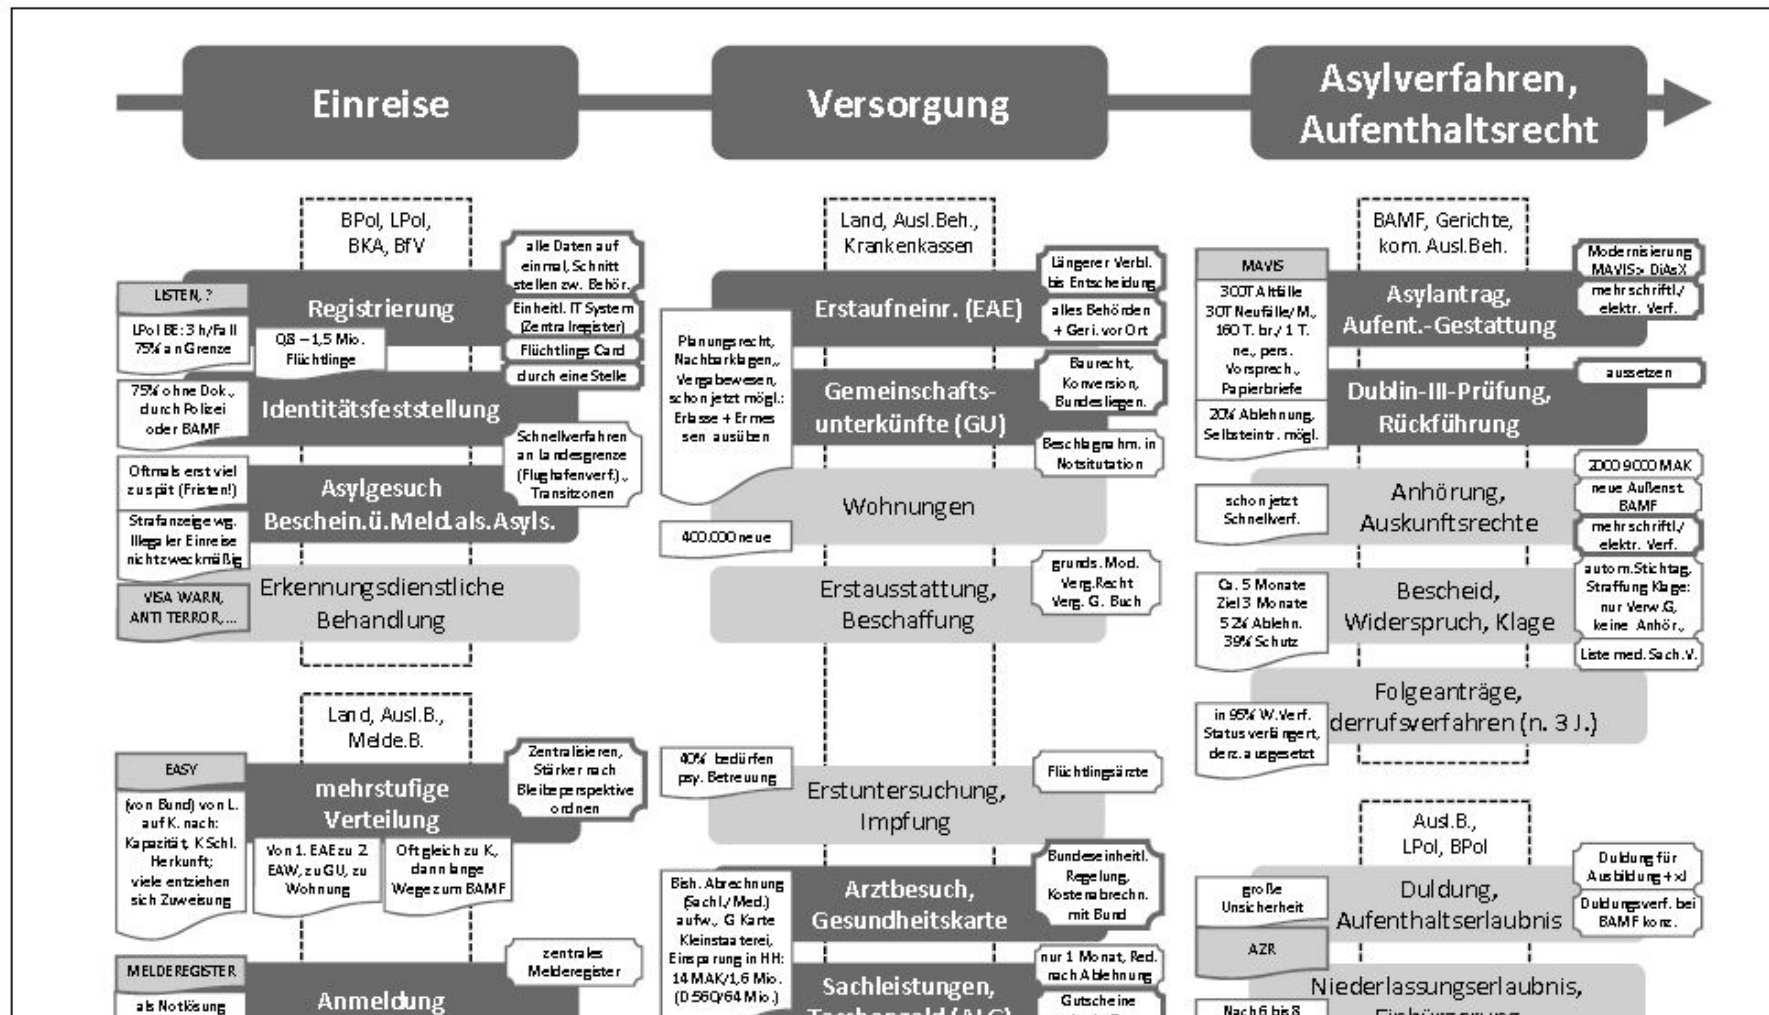 Einreise
Versorgung
Asylverfahren,
Aufenthaltsrecht
BPol, LPol,
BKA, BfV
alle Daten auf
einmal, Schnitt
stellen zw. Behör.
LISTEN, ?
Registrierung
Einheitl. IT System
(Zentralregister)
LPol BE: 3 h/Fall
75% an Grenze
0,8 – 1,5 Mio.
Flüchtlinge
Flüchtlings Card
durch eine Stelle
75% ohne Dok.,
durch Polizei
oder BAMF
Identitätsfeststellung
Schnellverfahren
an Landesgrenze
(Flughafenverf.).,
Transitzonen
Oftmals erst viel
zu spät (Fristen!)
Asylgesuch
Beschein.ü.Meld.als.Asyls.
Strafanzeige wg.
Illegaler Einreise
nicht zweckmäßig
VISA WARN,
ANTI TERROR, ...
Erkennungsdienstliche
Behandlung
Land, Ausl.B.,
Melde.B.
EASY
mehrstufige
Verteilung
Zentralisieren,
Stärker nach
Bleibeperspektive
ordnen
(von Bund) von L.
auf K. nach:
Kapazität, K Schl.
Herkunft;
viele entziehen
sich Zuweisung
Von 1. EAE zu 2.
EAW, zu GU, zu
Wohnung
Oft gleich zu K.,
dann lange
Wege zum BAMF
zentrales
Melderegister
MELDEREGISTER
als Notlösung
Anmeldung
Land, Ausl.Beh.,
Krankenkassen
Längerer Verbl.
bis Entscheidung
Erstaufneinr. (EAE)
alles Behörden
+ Geri. vor Ort
Planungsrecht,
Nachbarklagen,,
Vergabewesen,
schon jetzt mögl.:
Erlasse + Ermes
sen ausüben
Gemeinschafts-
unterkünfte (GU)
Baurecht,
Konversion,
Bundesliegen.
Beschlagnahm. in
Notsitutation
Wohnungen
400.000 neue
Erstausstattung,
Beschaffung
grunds. Mod.
Verg.Recht
Verg. G. Buch
40% bedürfen
psy. Betreuung
Erstuntersuchung,
Impfung
Flüchtlingsärzte
Bish. Abrechnung
(Sachl./Med.)
aufw., G Karte
Kleinstaaterei,
Einsparung in HH:
14 MAK/1,6 Mio.
(D:560/64 Mio.)
Arztbesuch,
Gesundheitskarte
Bundeseinheitl.
Regelung,
Kostenabrechn.
mit Bund
nur 1 Monat, Red.
nach Ablehnung
Sachleistungen,
Taschengeld (ALG)
Gutscheine
BAMF, Gerichte,
kom. Ausl.Beh.
MAVIS
Modernisierung
MAVIS > DiAsX
mehr schriftl./
elektr. Verf.
Asylantrag,
Aufent.-Gestattung
300T Altfälle
30T Neufälle/M.,
160 T. br./ 1 T.
ne., pers.
Vorsprech.,
Papierbriefe
Dublin-III-Prüfung,
Rückführung
aussetzen
20% Ablehnung,
Selbsteintr. mögl.
schon jetzt
Schnellverf.
Anhörung,
Auskunftsrechte
2000 9000 MAK
neue Außenst.
BAMF
mehr schriftl./
elektr. Verf.
Ca. 5 Monate
Ziel 3 Monate
52% Ablehn.
39% Schutz
Bescheid,
Widerspruch, Klage
autom.Stichtag,
Straffung Klage:
nur Verw.G,
keine Anhör.,
Liste med. Sach.V.
in 95% W.Verf.
Status verlängert,
derz. ausgesetzt
Folgeanträge,
derrufsverfahren (n. 3 J.)
Ausl.B.,
LPol, BPol
große
Unsicherheit
Duldung,
Aufenthaltserlaubnis
Duldung für
Ausbildung + xJ
Duldungsverf. bei
BAMF konz.
AZR
Niederlassungserlaubnis,
Einbürgerung
Nach 6 bis 8